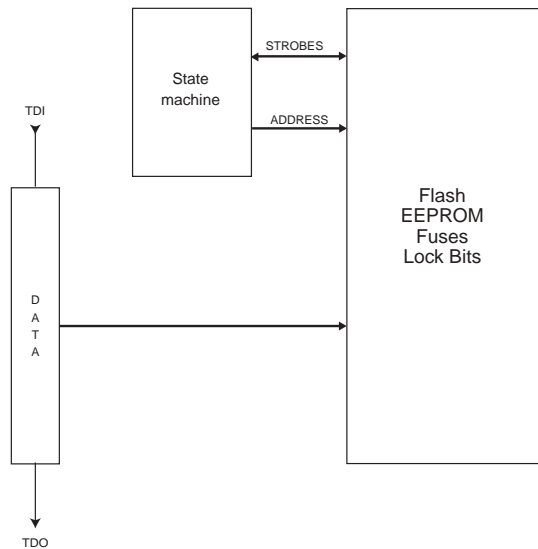 STROBES
State
machine
ADDRESS
TDI
Flash
EEPROM
Fuses
Lock Bits
D
A
T
A
TDO